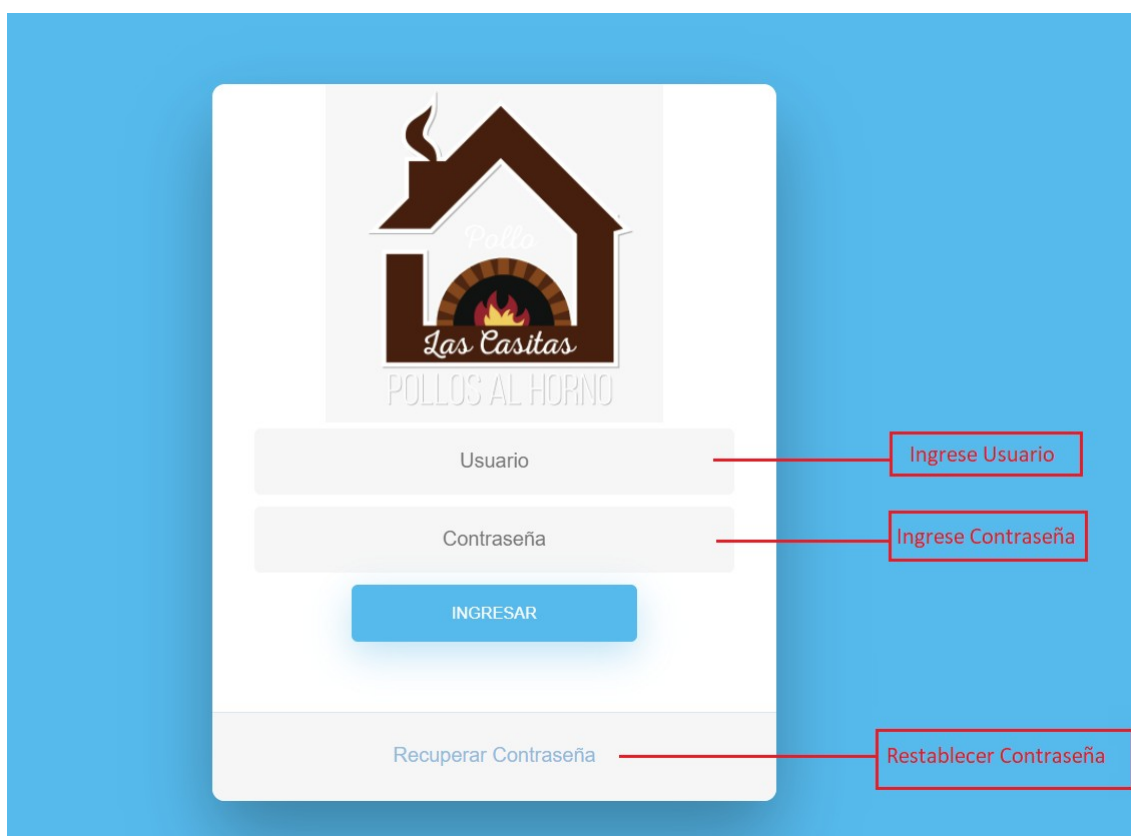 Pollo
Las Casitas
POLLOS AL HORNO
Usuario
Ingrese Usuario
Contraseña
Ingrese Contraseña
INGRESAR
Recuperar Contraseña
Restablecer Contraseña